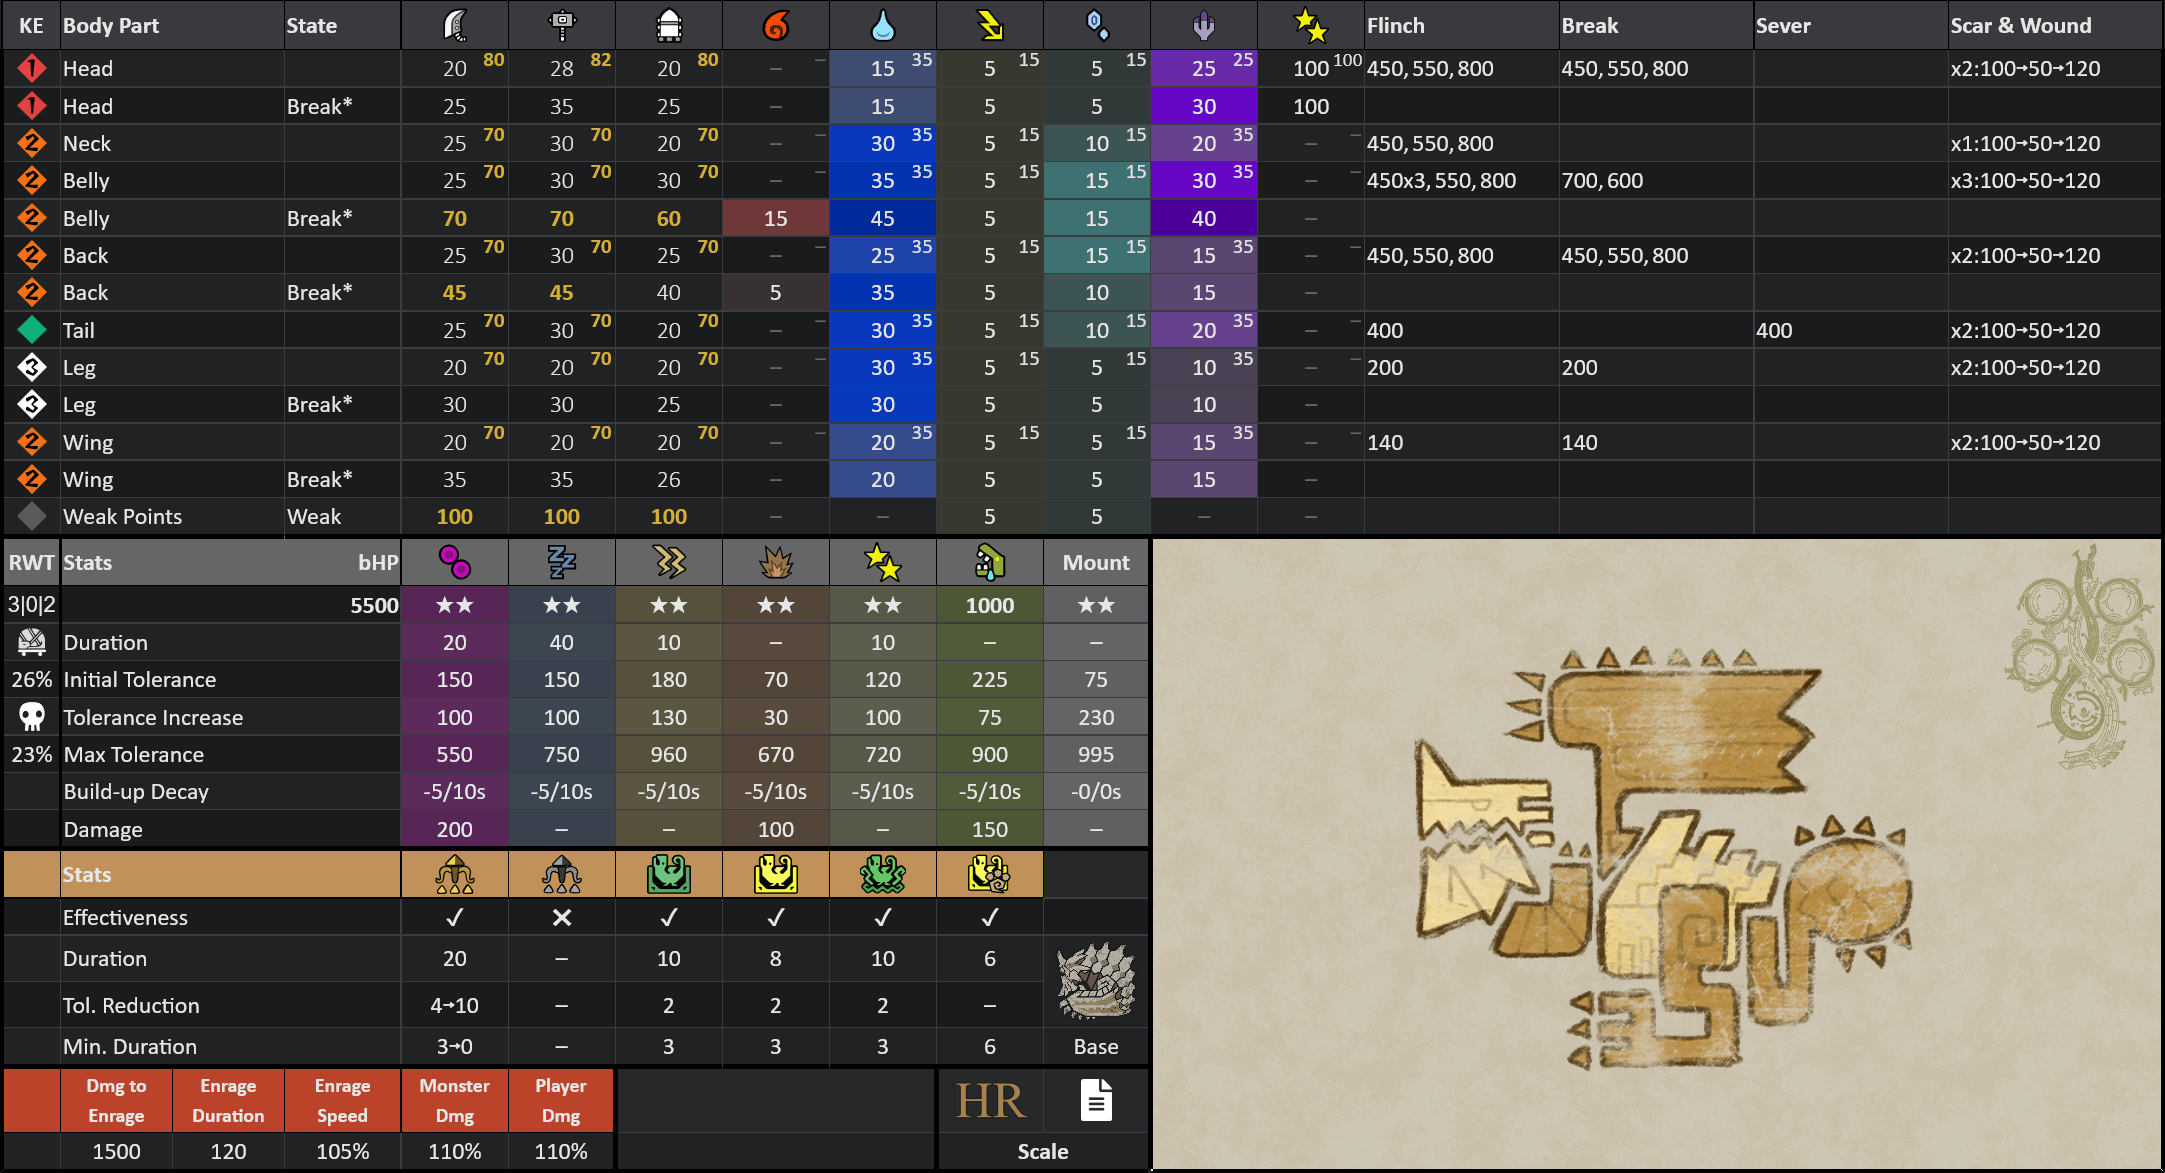 KE Body Part State Flinch Break Sever Scar & Wound
1 Head 20 80 28 82 20 80 – – 15 35 5 15 5 15 25 25 100 100 450, 550, 800 450, 550, 800 x2:100→50→120
1 Head Break* 25 35 25 – 15 5 5 30 100
2 Neck 25 70 30 70 20 70 – – 30 35 5 15 10 15 20 35 – – 450, 550, 800 x1:100→50→120
2 Belly 25 70 30 70 30 70 – – 35 35 5 15 15 15 30 35 – – 450x3, 550, 800 700, 600 x3:100→50→120
2 Belly Break* 70 70 60 15 45 5 15 40 –
2 Back 25 70 30 70 25 70 – – 25 35 5 15 15 15 15 35 – – 450, 550, 800 450, 550, 800 x2:100→50→120
2 Back Break* 45 45 40 5 35 5 10 15 –
Tail 25 70 30 70 20 70 – – 30 35 5 15 10 15 20 35 – – 400 400 x2:100→50→120
3 Leg 20 70 20 70 20 70 – – 30 35 5 15 5 15 10 35 – – 200 200 x2:100→50→120
3 Leg Break* 30 30 25 – 30 5 5 10 –
2 Wing 20 70 20 70 20 70 – – 20 35 5 15 5 15 15 35 – – 140 140 x2:100→50→120
2 Wing Break* 35 35 26 – 20 5 5 15 –
Weak Points Weak 100 100 100 – – 5 5 – –
RWT Stats bHP Mount
3|0|2 5500 ★★ ★★ ★★ ★★ ★★ 1000 ★★
Duration 20 40 10 – 10 – –
26% Initial Tolerance 150 150 180 70 120 225 75
Tolerance Increase 100 100 130 30 100 75 230
23% Max Tolerance 550 750 960 670 720 900 995
Build-up Decay -5/10s -5/10s -5/10s -5/10s -5/10s -5/10s -0/0s
Damage 200 – – 100 – 150 –
Stats
Effectiveness ✓ ✕ ✓ ✓ ✓ ✓
Duration 20 – 10 8 10 6
Tol. Reduction 4→10 – 2 2 2 –
Min. Duration 3→0 – 3 3 3 6 Base
Dmg to Enrage Monster Player
Enrage Duration Speed Dmg Dmg
Enrage
HR
1500 120 105% 110% 110% Scale